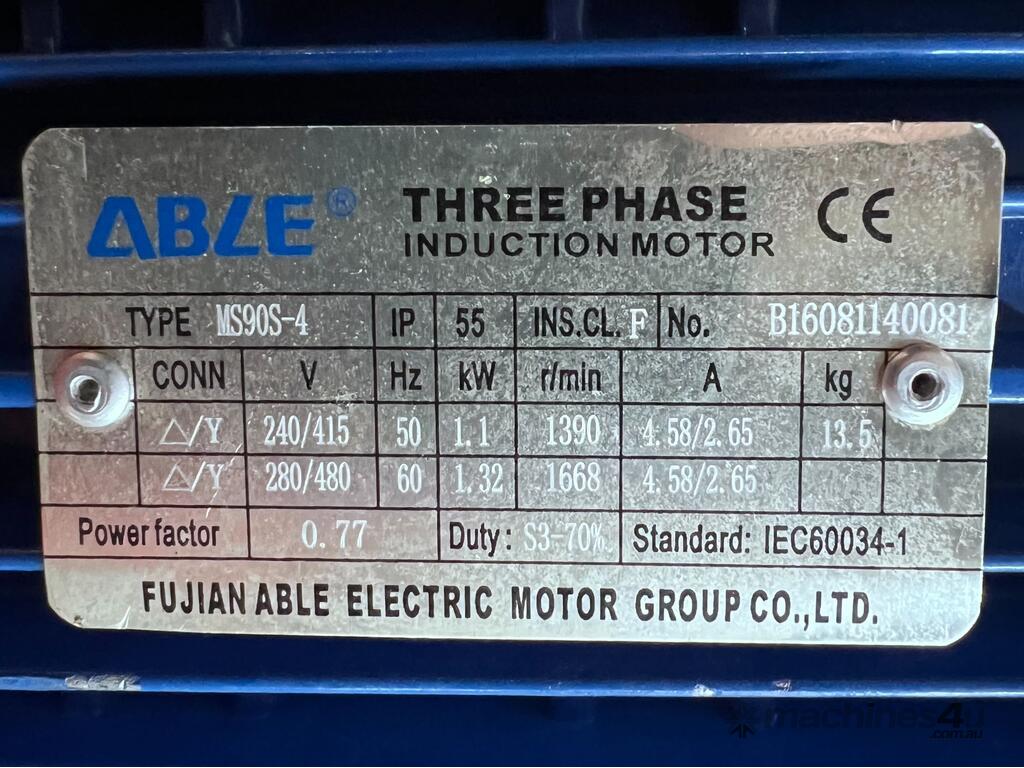 ABLE® THREE PHASE CE
INDUCTION MOTOR
TYPE MS90S-4 IP 55 INS.CL. F No. B16081140081
CONN V Hz kW r/min A kg
△/Y 240/415 50 1.1 1390 4.58/2.65 13.5
△/Y 280/480 60 1.32 1668 4.58/2.65
Power factor 0.77 Duty: S3-70% Standard: IEC60034-1
FUJIAN ABLE ELECTRIC MOTOR GROUP CO.,LTD.
machines4u
.com.au